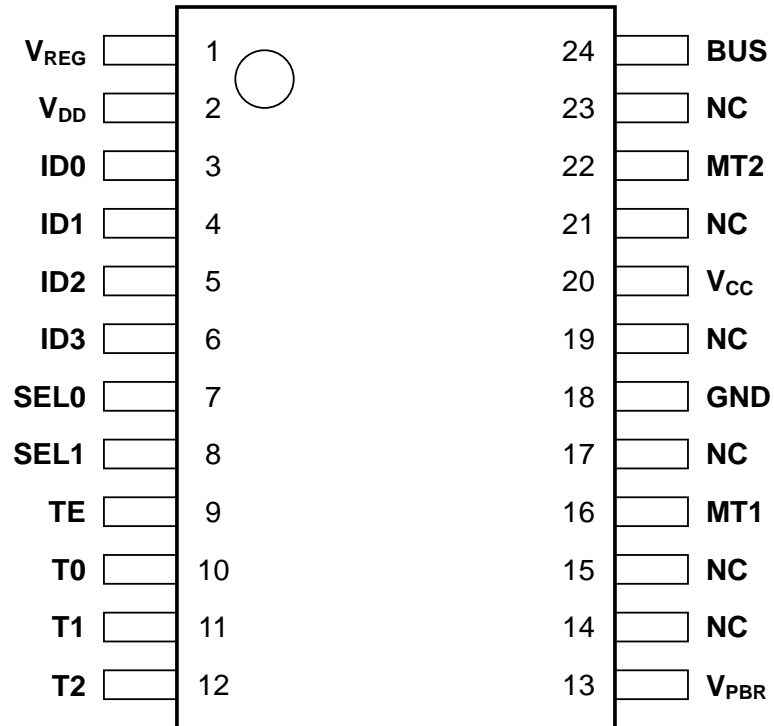 VREG 1 24 BUS
VDD 2 23 NC
ID0 3 22 MT2
ID1 4 21 NC
ID2 5 20 VCC
ID3 6 19 NC
SEL0 7 18 GND
SEL1 8 17 NC
TE 9 16 MT1
T0 10 15 NC
T1 11 14 NC
T2 12 13 VPBR